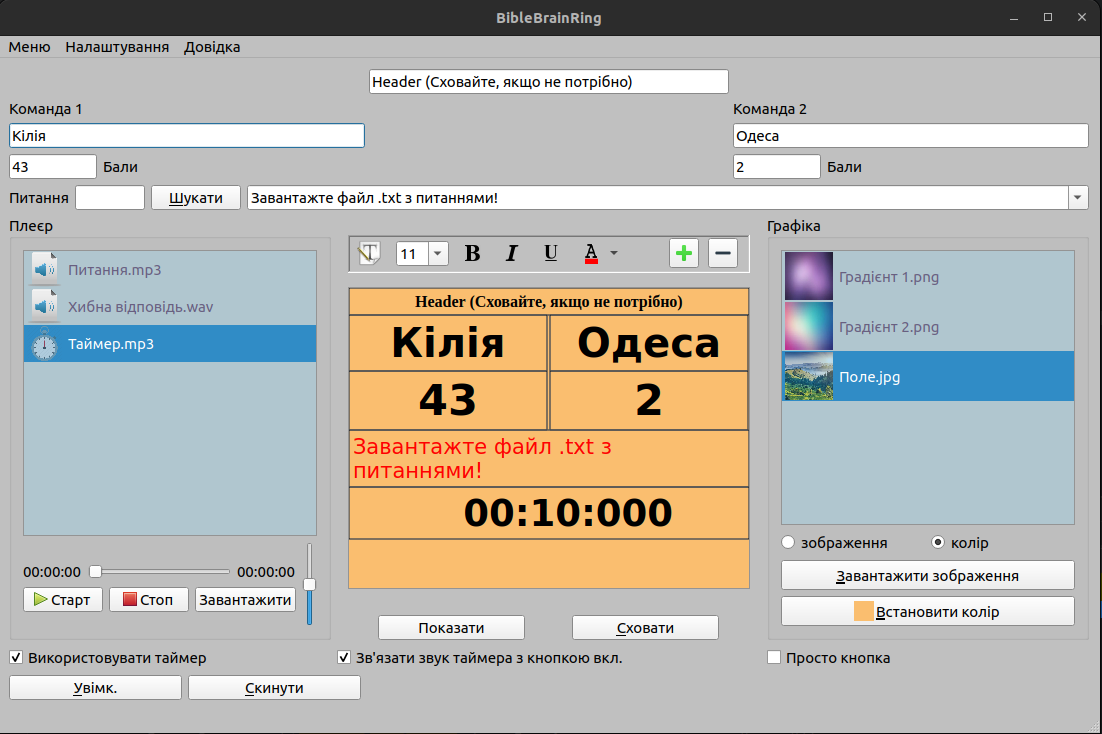 BibleBrainRing
Меню Налаштування Довідка
Header (Сховайте, якщо не потрібно)
Команда 1
Команда 2
Кілія
Одеса
43 Бали
2 Бали
Питання Шукати Завантажте файл .txt з питаннями!
Плеєр
Питання.mp3
Хибна відповідь.wav
Таймер.mp3
00:00:00 00:00:00
Старт Стоп Завантажити
11 B I U A
Header (Сховайте, якщо не потрібно)
Кілія Одеса
43 2
Завантажте файл .txt з
питаннями!
00:10:000
Показати Сховати
Графіка
Градієнт 1.png
Градієнт 2.png
Поле.jpg
зображення колір
Завантажити зображення
Встановити колір
Використовувати таймер
Зв'язати звук таймера з кнопкою вкл.
Просто кнопка
Увімк. Скинути